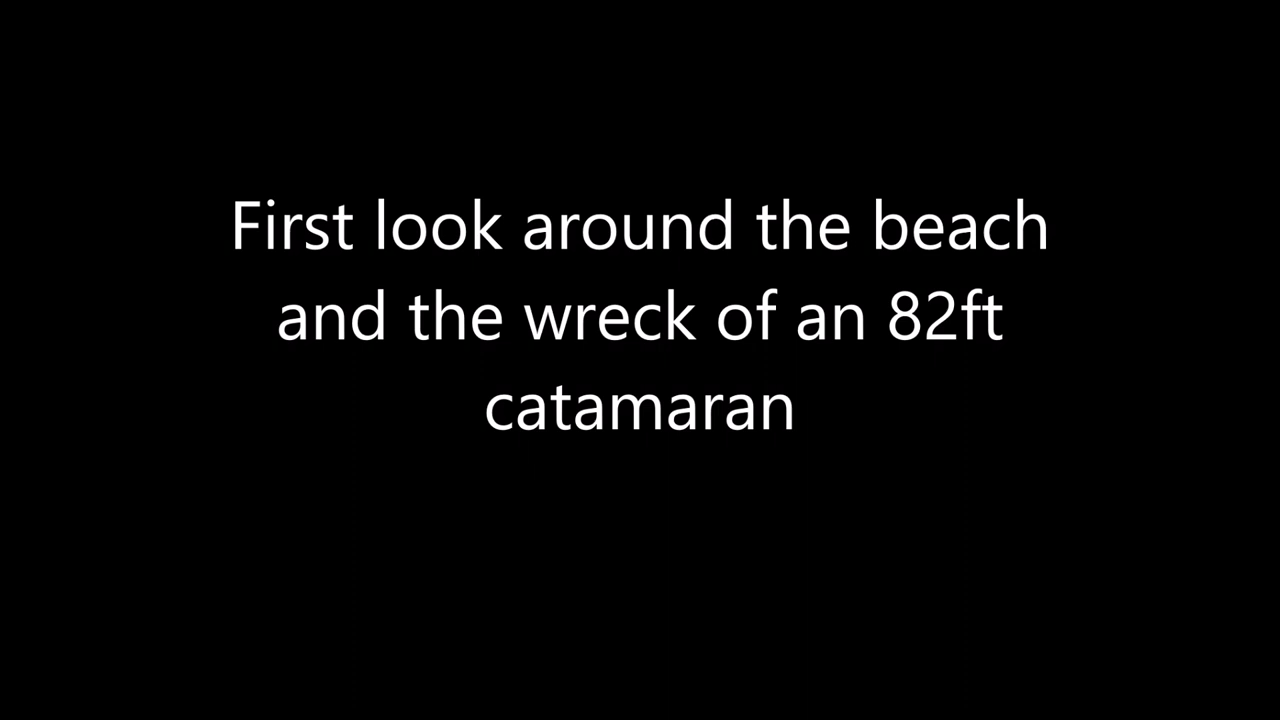 First look around the beach
and the wreck of an 82ft
catamaran